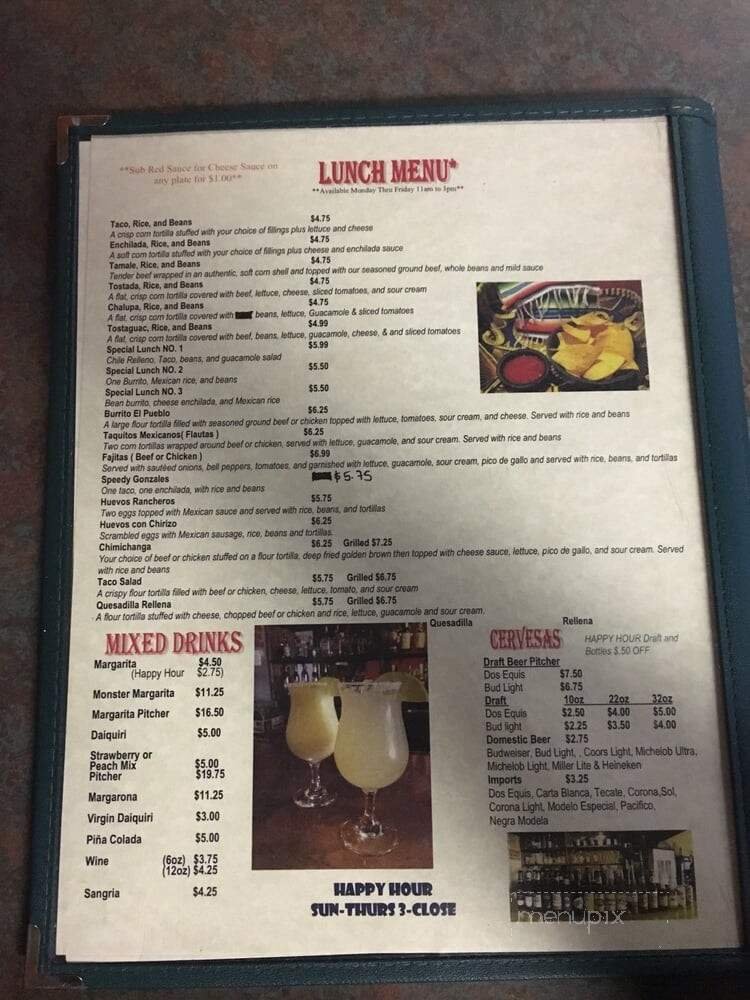 **Sub Red Sauce for Cheese Sauce on
any plate for $1.00**
LUNCH MENU*
**Available Monday Thru Friday 11am to 3pm**
Taco, Rice, and Beans $4.75
A crisp corn tortilla stuffed with your choice of fillings plus lettuce and cheese
Enchilada, Rice, and Beans $4.75
A soft corn tortilla stuffed with your choice of fillings plus cheese and enchilada sauce
Tamale, Rice, and Beans $4.75
Tender beef wrapped in an authentic, soft corn shell and topped with our seasoned ground beef, whole beans and mild sauce
Tostada, Rice, and Beans $4.75
A flat, crisp corn tortilla covered with beef, lettuce, cheese, sliced tomatoes, and sour cream
Chalupa, Rice, and Beans $4.75
A flat, crisp corn tortilla covered with beans, lettuce, Guacamole & sliced tomatoes
Tostaguac, Rice, and Beans $4.99
A flat, crisp corn tortilla covered with beef, beans, lettuce, guacamole, cheese, & and sliced tomatoes
Special Lunch NO. 1 $5.99
Chile Relleno, Taco, beans, and guacamole salad
Special Lunch NO. 2 $5.50
One Burrito, Mexican rice, and beans
Special Lunch NO. 3 $5.50
Bean burrito, cheese enchilada, and Mexican rice
Burrito El Pueblo $6.25
A large flour tortilla filled with seasoned ground beef or chicken topped with lettuce, tomatoes, sour cream, and cheese. Served with rice and beans
Taquitos Mexicanos( Flautas ) $6.25
Two corn tortillas wrapped around beef or chicken, served with lettuce, guacamole, and sour cream. Served with rice and beans
Fajitas ( Beef or Chicken ) $6.99
Served with sautéed onions, bell peppers, tomatoes, and garnished with lettuce, guacamole, sour cream, pico de gallo and served with rice, beans, and tortillas
Speedy Gonzales $5.75
One taco, one enchilada, with rice and beans
Huevos Rancheros $5.75
Two eggs topped with Mexican sauce and served with rice, beans, and tortillas
Huevos con Chirizo $6.25
Scrambled eggs with Mexican sausage, rice, beans and tortillas.
Chimichanga $6.25 Grilled $7.25
Your choice of beef or chicken stuffed on a flour tortilla, deep fried golden brown then topped with cheese sauce, lettuce, pico de gallo, and sour cream. Served
with rice and beans
Taco Salad $5.75 Grilled $6.75
A crispy flour tortilla filled with beef or chicken, cheese, lettuce, tomato, and sour cream
Quesadilla Rellena $5.75 Grilled $6.75
A flour tortilla stuffed with cheese, chopped beef or chicken and rice, lettuce, guacamole and sour cream.
Quesadilla Rellena
MIXED DRINKS
Margarita $4.50
(Happy Hour $2.75)
Monster Margarita $11.25
Margarita Pitcher $16.50
Daiquiri $5.00
Strawberry or
Peach Mix $5.00
Pitcher $19.75
Margarona $11.25
Virgin Daiquiri $3.00
Piña Colada $5.00
Wine (6oz) $3.75
(12oz) $4.25
Sangria $4.25
HAPPY HOUR
SUN-THURS 3-CLOSE
CERVESAS
HAPPY HOUR Draft and
Bottles $.50 OFF
Draft Beer Pitcher
Dos Equis $7.50
Bud Light $6.75
Draft 10oz 22oz 32oz
Dos Equis $2.50 $4.00 $5.00
Bud light $2.25 $3.50 $4.00
Domestic Beer $2.75
Budweiser, Bud Light, , Coors Light, Michelob Ultra,
Michelob Light, Miller Lite & Heineken
Imports $3.25
Dos Equis, Carta Blanca, Tecate, Corona,Sol,
Corona Light, Modelo Especial, Pacifico,
Negra Modela
menupix